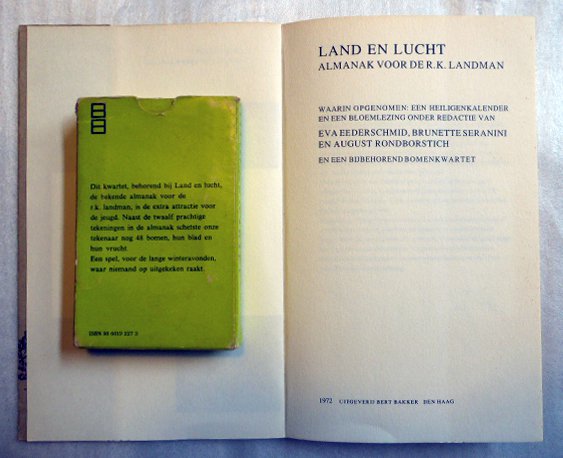 Dit kwartet, behorend bij Land en lucht,
de bekende almanak voor de
r.k. landman, is de extra attractie voor
de jeugd. Naast de twaalf prachtige
tekeningen in de almanak schetste onze
tekenaar nog 48 bomen, hun blad en
hun vrucht.
Een spel, voor de lange winteravonden,
waar niemand op uitgekeken raakt.
LAND EN LUCHT
ALMANAK VOOR DE R.K. LANDMAN
WAARIN OPGENOMEN: EEN HEILIGENKALENDER
EN EEN BLOEMLEZING ONDER REDACTIE VAN
EVA EEDERSCHMID, BRUNETTE SERANINI
EN AUGUST RONDBORSTICH
EN EEN BIJBEHOREND BOMENKWARTET
1972 UITGEVERIJ BERT BAKKER DEN HAAG